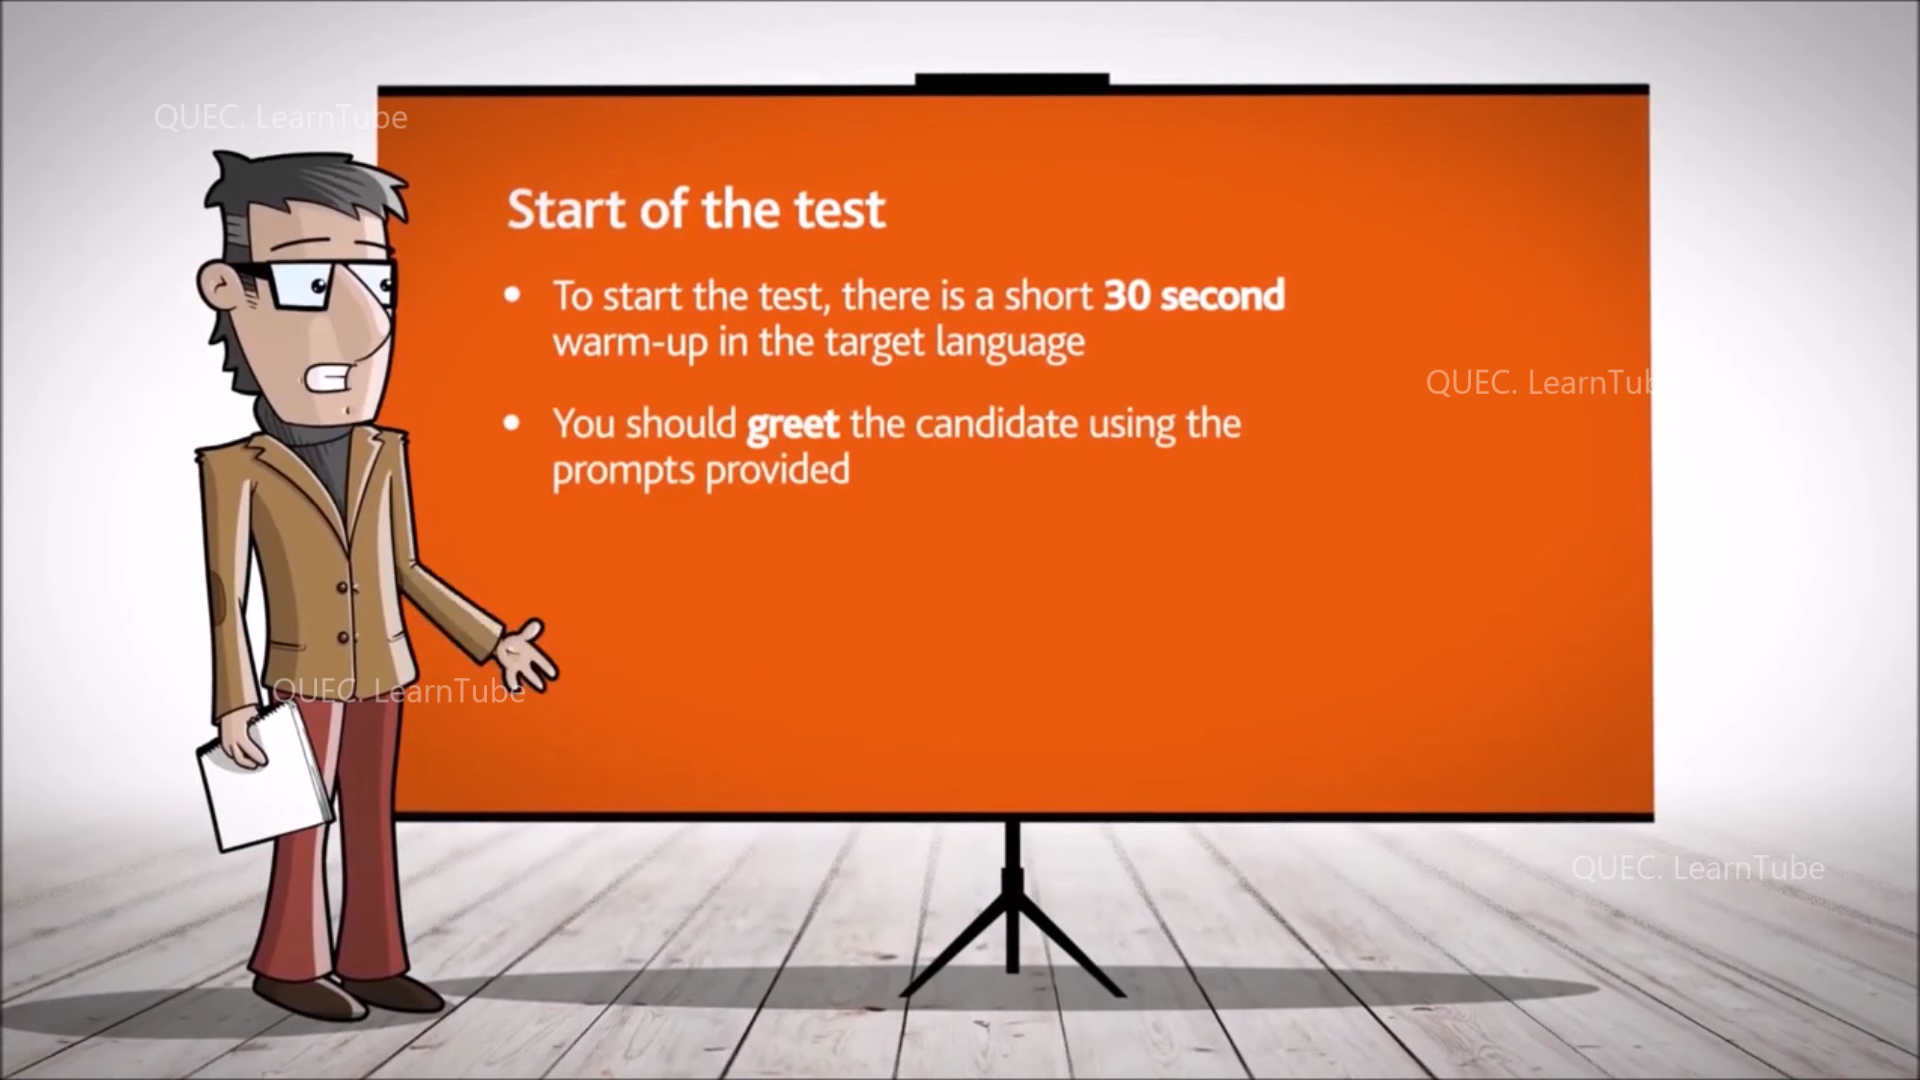 QUEC. LearnTube
Start of the test
• To start the test, there is a short 30 second
warm-up in the target language
QUEC. LearnTube
• You should greet the candidate using the
prompts provided
QUEC. LearnTube
QUEC. LearnTube